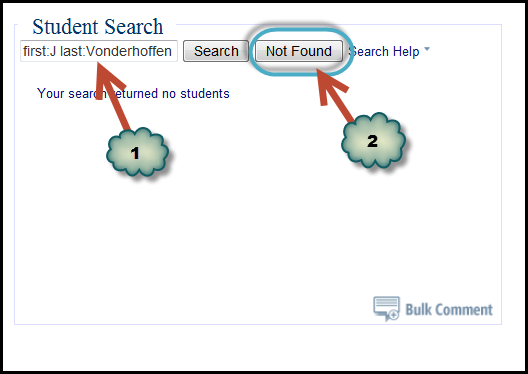 Student Search
first:J last:Vonderhoffen Search Not Found Search Help
Your search returned no students
1
2
Bulk Comment